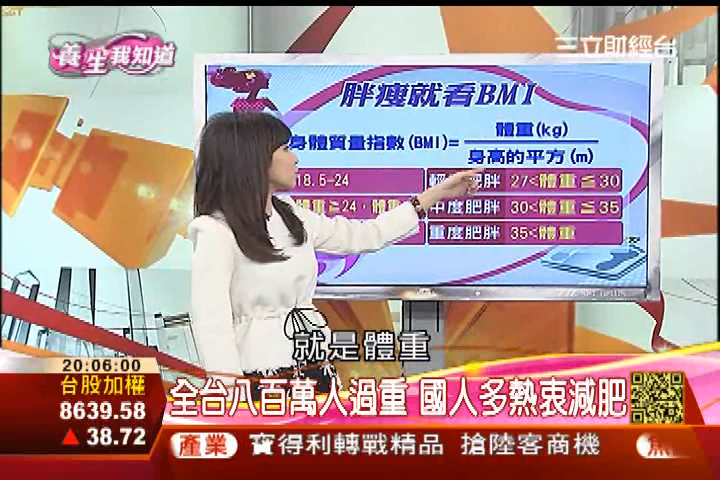 養生我知道
三立財經台
胖瘦就看BMI
身體質量指數(BMI)=
體重(kg)
身高的平方(m)
18.5-24
肥胖 27<體重≦30
體重≧24，體重
中度肥胖 30<體重≦35
重度肥胖 35<體重
就是體重
20:06:00
台股加權
8639.58
▲38.72
全台八百萬人過重 國人多熱衷減肥
產業 寶得利轉戰精品 搶陸客商機